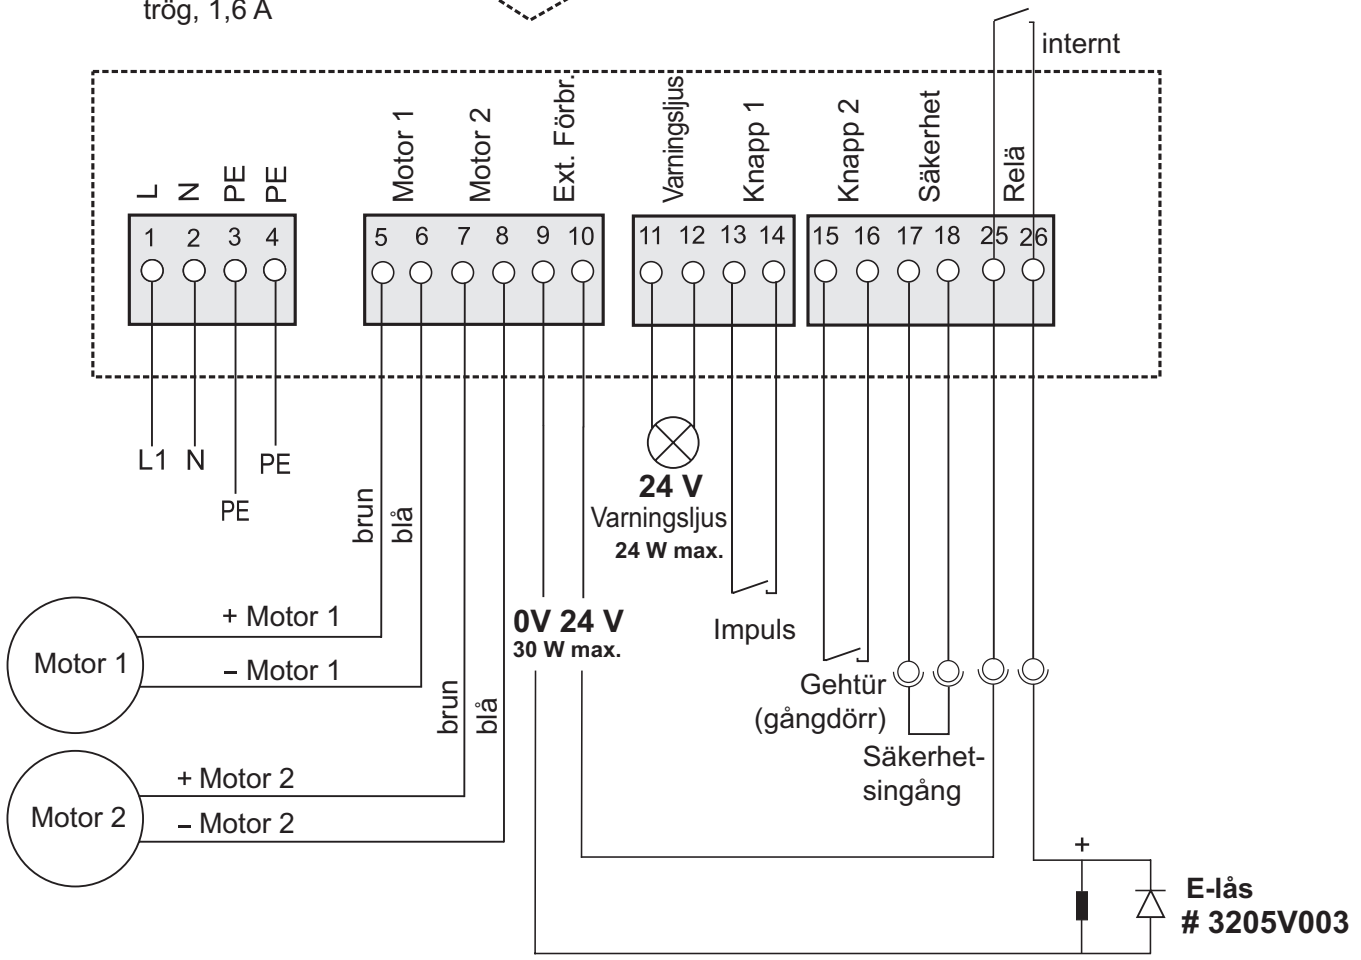 trög, 1,6 A
internt
L
N
PE
PE
Motor 1
Motor 2
Ext. Förbr.
Varningsljus
Knapp 1
Knapp 2
Säkerhet
Relä
1 2 3 4
5 6 7 8 9 10
11 12 13 14
15 16 17 18 25 26
L1 N
PE
PE
brun
blå
24 V
Varningsljus
24 W max.
0V 24 V
30 W max.
Impuls
Motor 1
+ Motor 1
– Motor 1
brun
blå
Gehtür
(gångdörr)
Säkerhet-
singång
Motor 2
+ Motor 2
– Motor 2
+
E-lås
# 3205V003